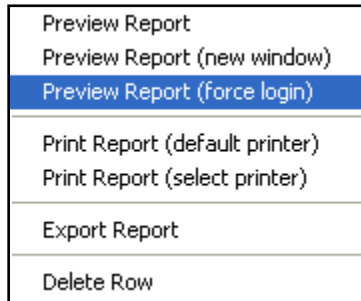 Preview Report
Preview Report (new window)
Preview Report (force login)
Print Report (default printer)
Print Report (select printer)
Export Report
Delete Row